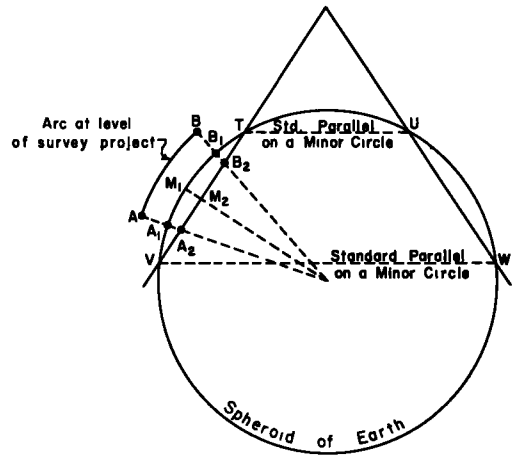 B
Arc at level
of survey project
T
U
Std. Parallel
on a Minor Circle
B1
B2
M1
M2
A
A1
A2
V
W
Standard Parallel
on a Minor Circle
Spheroid of Earth